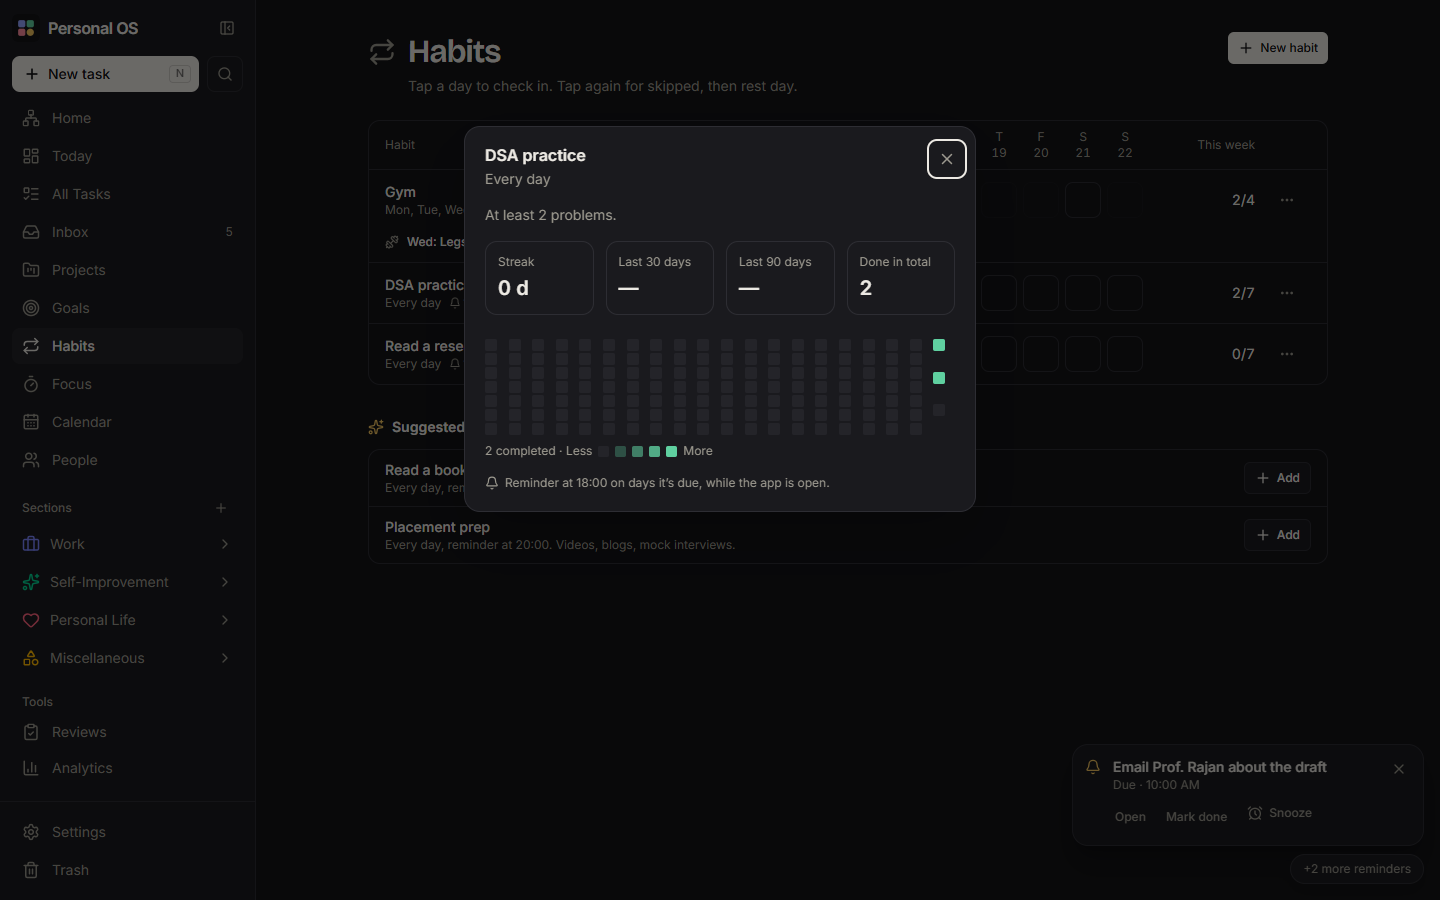 Personal OS
New task N
Home
Today
All Tasks
Inbox 5
Projects
Goals
Habits
Focus
Calendar
People
Sections
Work
Self-Improvement
Personal Life
Miscellaneous
Tools
Reviews
Analytics
Settings
Trash
Habits
New habit
Tap a day to check in. Tap again for skipped, then rest day.
Habit T F S S This week
19 20 21 22
Gym 2/4
Mon, Tue, We
Wed: Legs
DSA practic 2/7
Every day
Read a rese 0/7
Every day
DSA practice
Every day
At least 2 problems.
Streak Last 30 days Last 90 days Done in total
0 d — — 2
2 completed · Less More
Reminder at 18:00 on days it’s due, while the app is open.
Suggested
Read a book
Every day, rem
Add
Placement prep
Every day, reminder at 20:00. Videos, blogs, mock interviews.
Add
Email Prof. Rajan about the draft
Due · 10:00 AM
Open Mark done Snooze
+2 more reminders